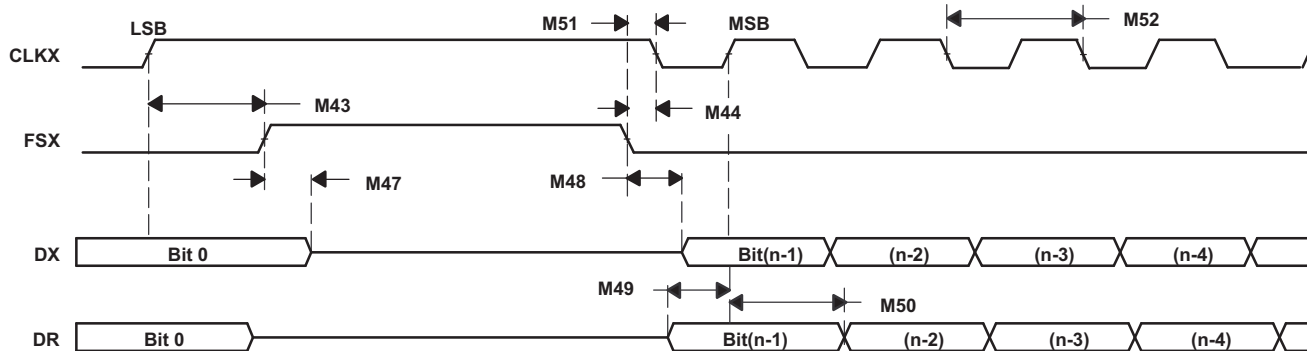 LSB
M51
MSB
M52
CLKX
M43
M44
FSX
M47
M48
DX
Bit 0
Bit(n-1)
(n-2)
(n-3)
(n-4)
M49
M50
DR
Bit 0
Bit(n-1)
(n-2)
(n-3)
(n-4)